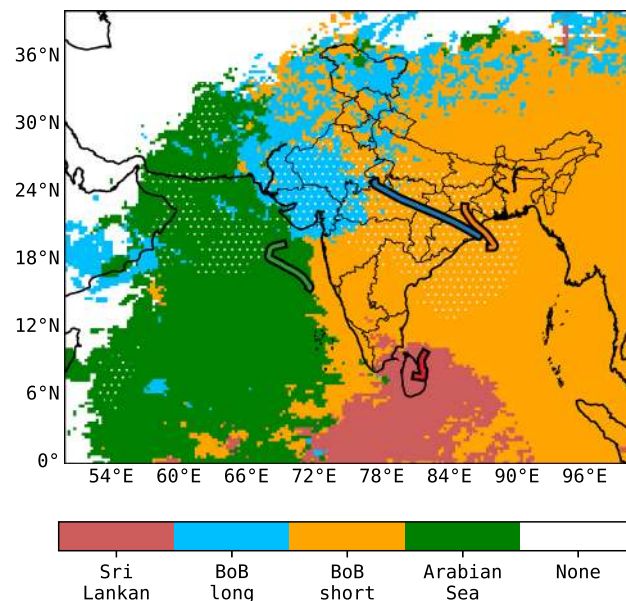 36°N
30°N
24°N
18°N
12°N
6°N
0°
54°E 60°E 66°E 72°E 78°E 84°E 90°E 96°E
Sri BoB BoB Arabian None
Lankan long short Sea